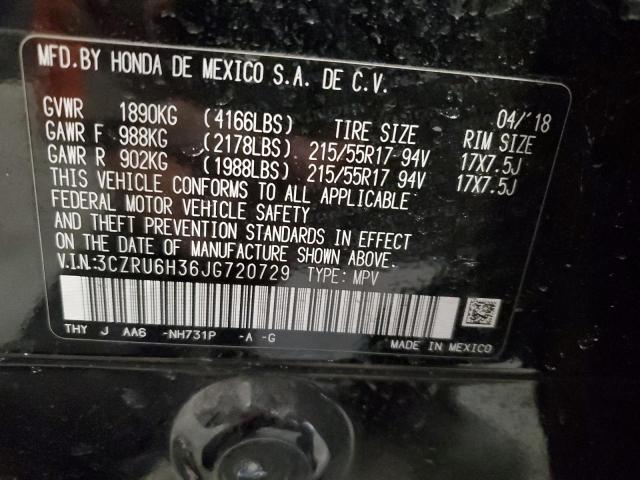 MFD.BY HONDA DE MEXICO S.A. DE C.V.
04/'18
GVWR 1890KG (4166LBS) TIRE SIZE RIM SIZE
GAWR F 988KG (2178LBS) 215/55R17 94V 17X7.5J
GAWR R 902KG (1988LBS) 215/55R17 94V 17X7.5J
THIS VEHICLE CONFORMS TO ALL APPLICABLE
FEDERAL MOTOR VEHICLE SAFETY
AND THEFT PREVENTION STANDARDS IN EFFECT
ON THE DATE OF MANUFACTURE SHOWN ABOVE.
V.I.N:3CZRU6H36JG720729 TYPE: MPV
THY J AA6 -NH731P -A -G
MADE IN MEXICO